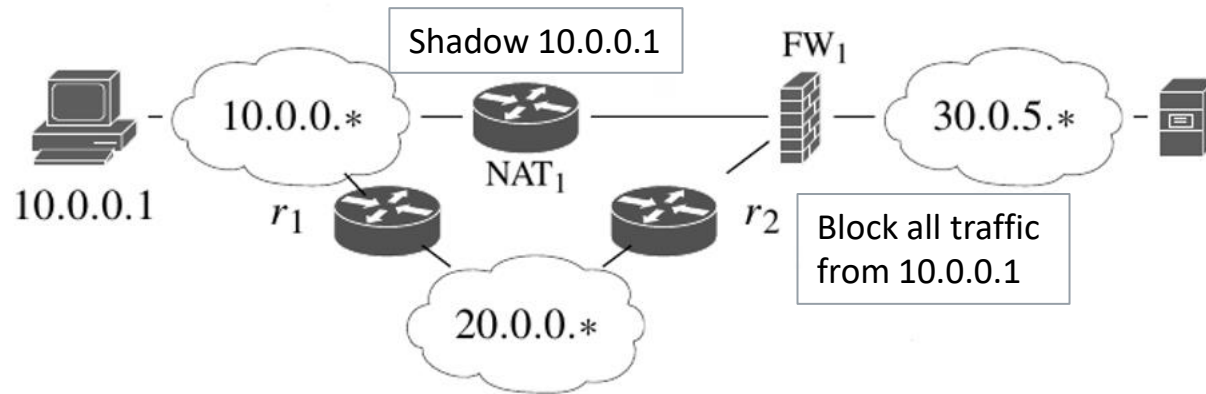 Shadow 10.0.0.1
FW1
10.0.0.*
30.0.5.*
NAT1
10.0.0.1
r1
r2
Block all traffic
from 10.0.0.1
20.0.0.*